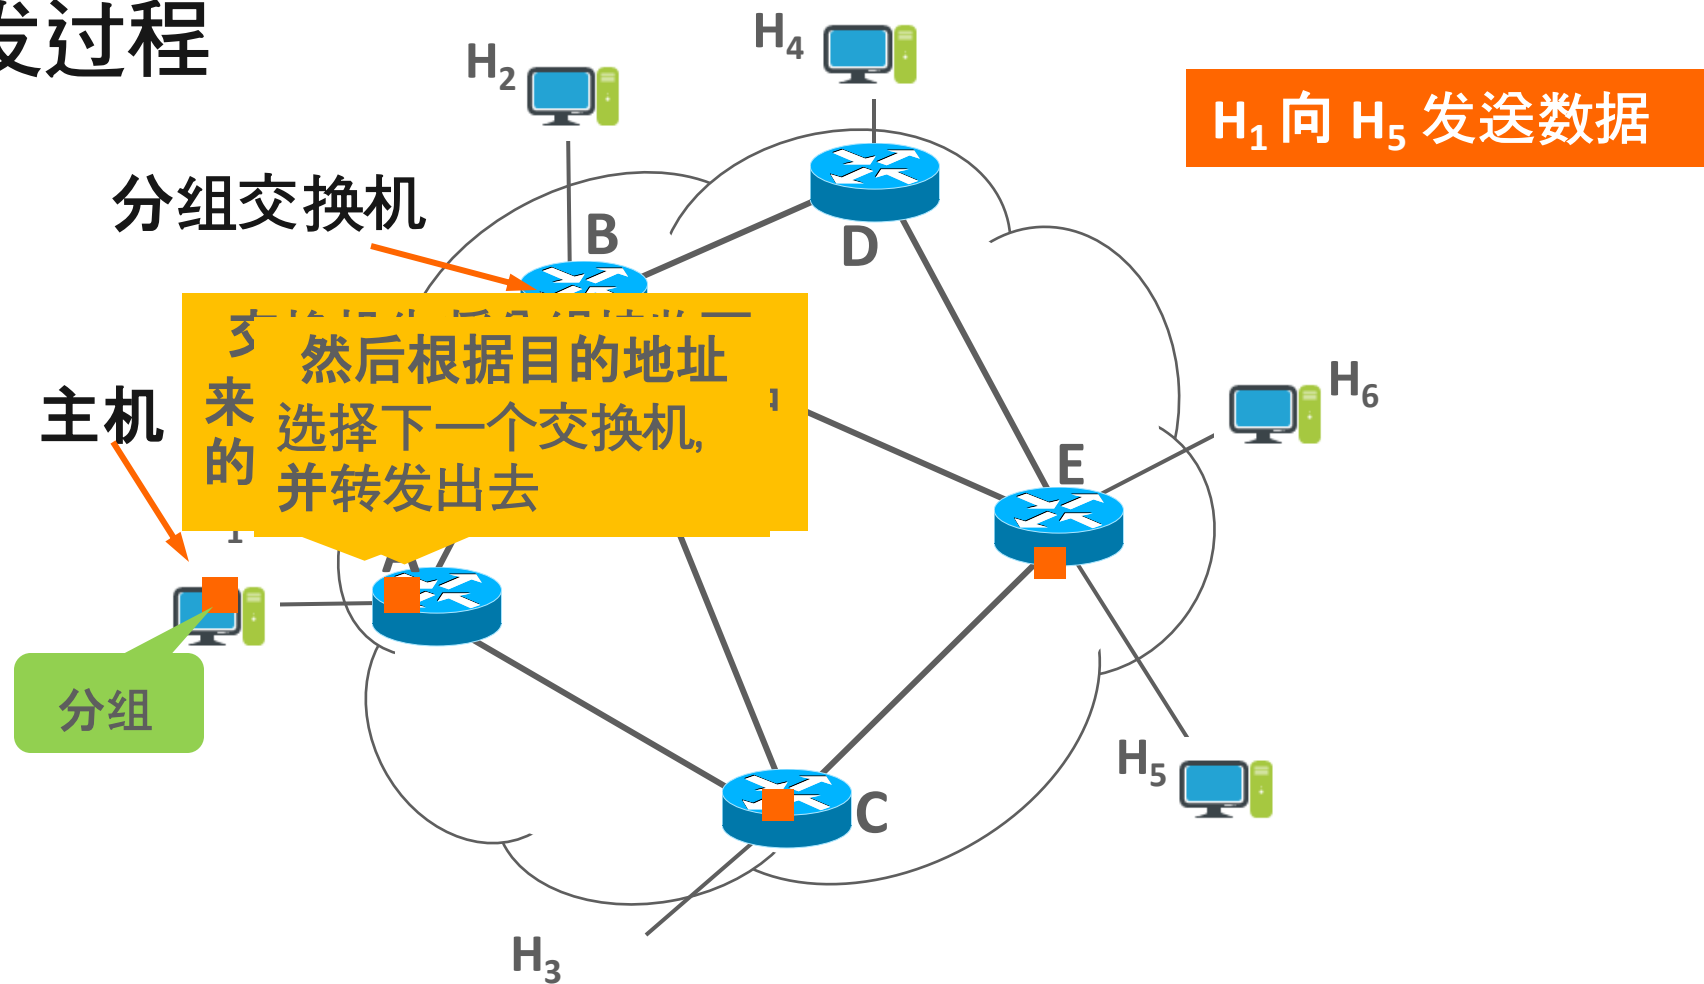 发过程
H₂
H₄
H₁ 向 H₅ 发送数据
分组交换机
B
D
然后根据目的地址
选择下一个交换机,
并转发出去
来
的
主机
H₆
E
1
分组
H₅
C
H₃